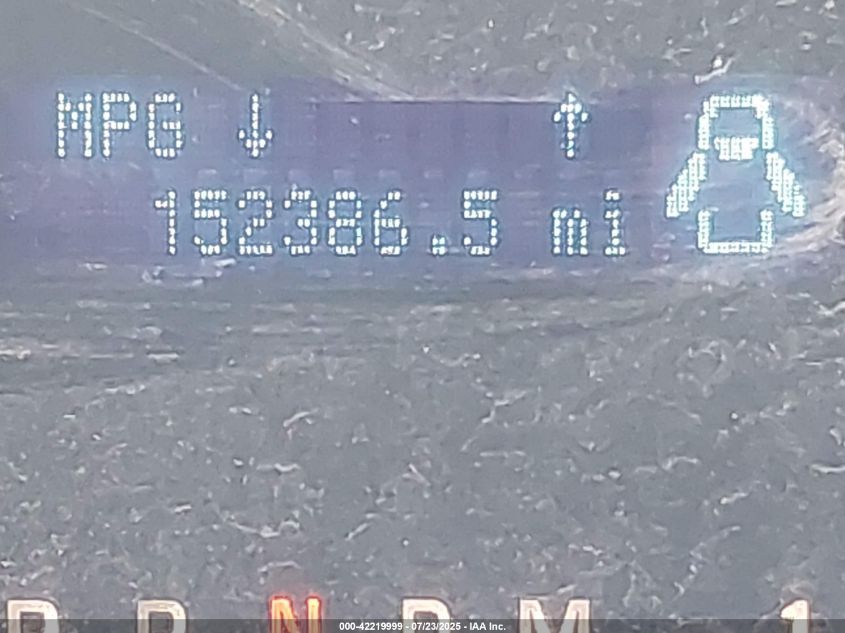 MPG ↓ ↑
152386.5 mi
P R N D M 1
000-42219999 - 07/23/2025 - IAA Inc.